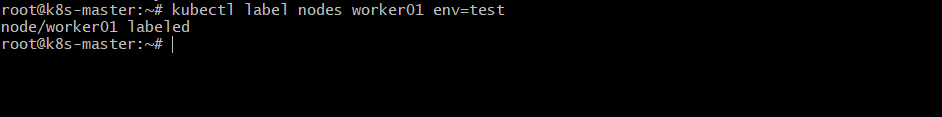 root@k8s-master:~# kubectl label nodes worker01 env=test
node/worker01 labeled
root@k8s-master:~#